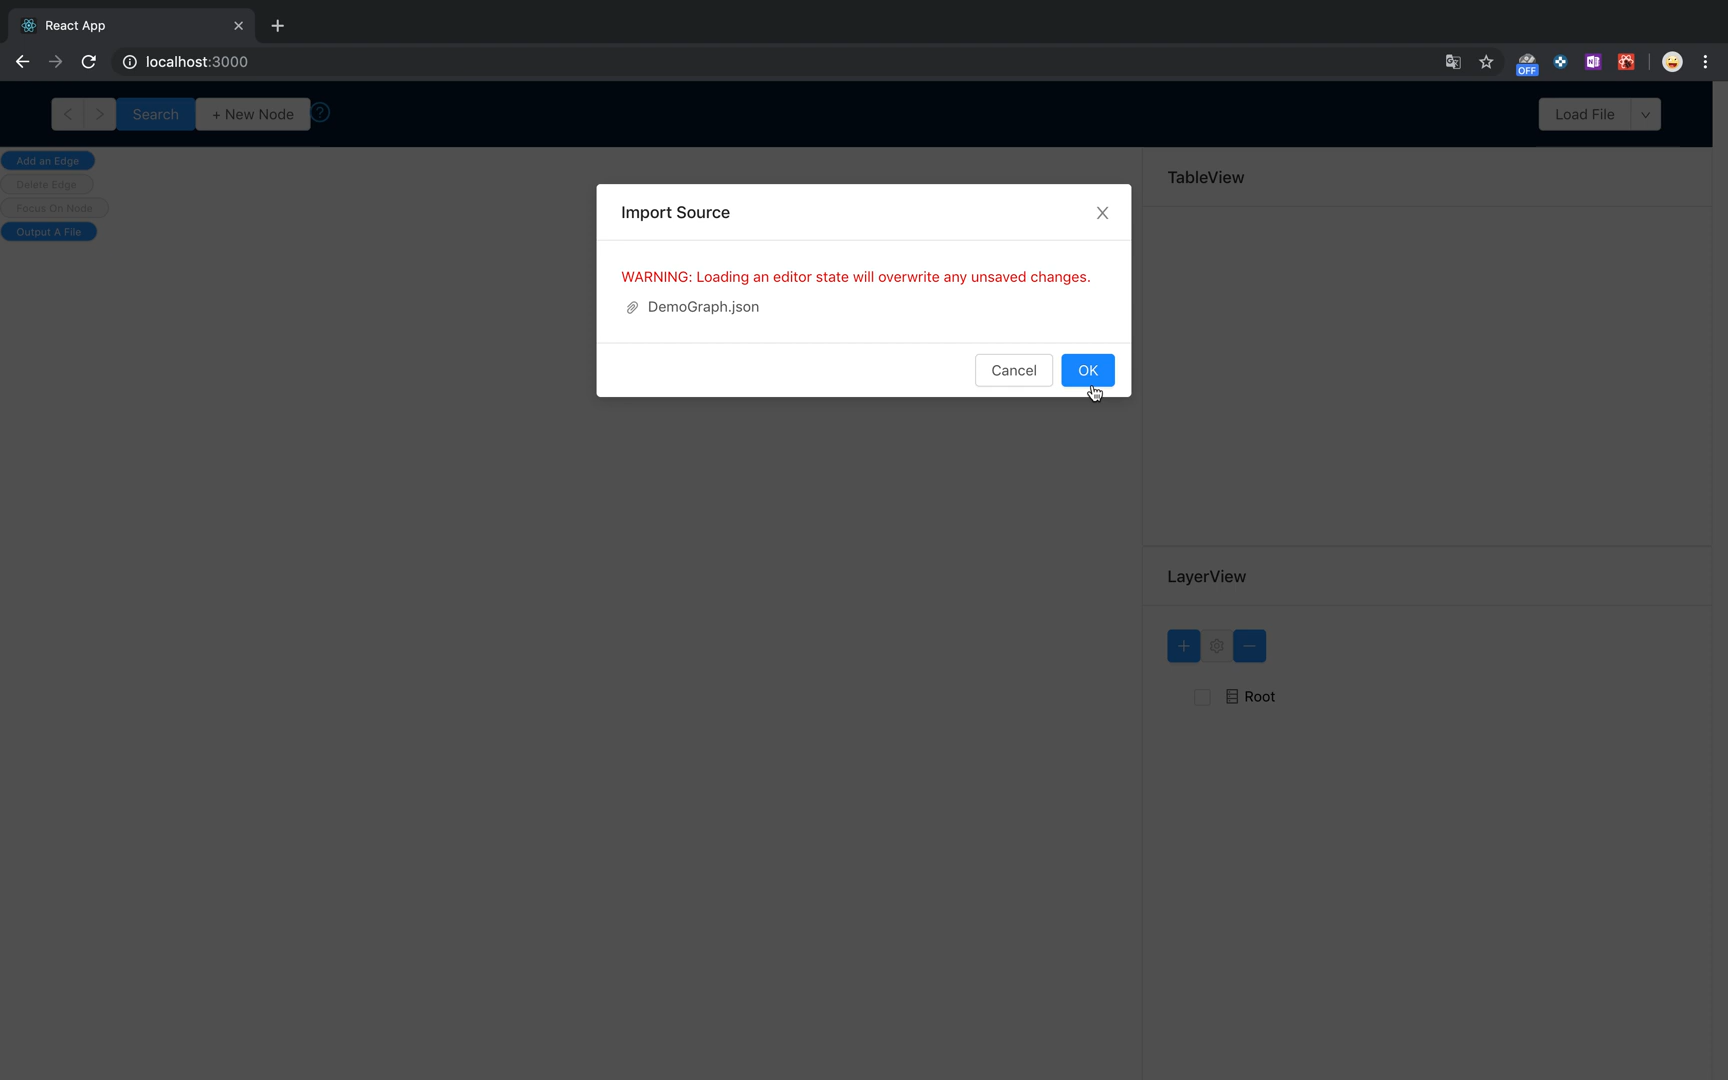 React App
localhost:3000
OFF
Search
+ New Node
?
Load File
Add an Edge
Delete Edge
Focus On Node
Output A File
Import Source
WARNING: Loading an editor state will overwrite any unsaved changes.
DemoGraph.json
Cancel
OK
TableView
LayerView
Root